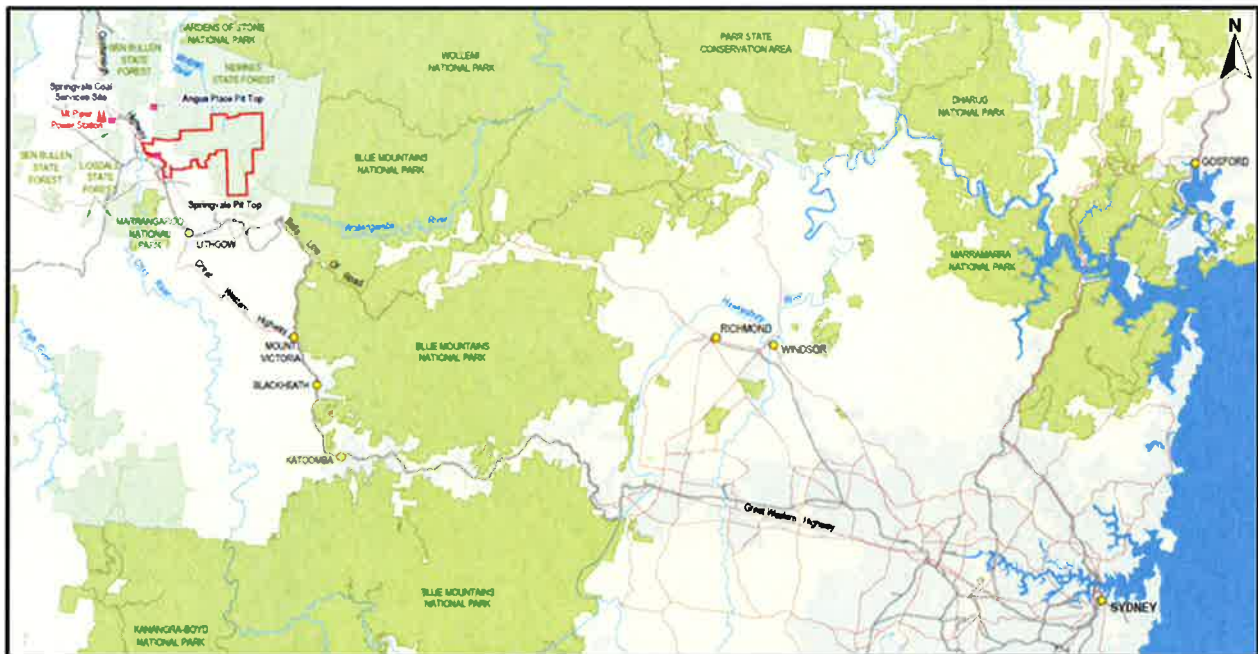 GARDENS OF STONE
NATIONAL PARK
BEN BULLEN
STATE
FOREST
NEWNES
STATE FOREST
WOLLEMI
NATIONAL PARK
PARR STATE
CONSERVATION AREA
N
Springvale Coal
Services Site
Angus Place Pit Top
Mt Piper
Power Station
DHARUG
NATIONAL PARK
BEN BULLEN
STATE
FOREST
LIDSDALE
STATE
FOREST
BLUE MOUNTAINS
NATIONAL PARK
GOSFORD
Springvale Pit Top
MARRANGAROO
NATIONAL
PARK
LITHGOW
River
Bells Line Of Road
MARRAMARRA
NATIONAL PARK
Great Western Highway
Coxs River
Fish River
Hawkesbury River
RICHMOND
WINDSOR
MOUNT
VICTORIA
BLUE MOUNTAINS
NATIONAL PARK
BLACKHEATH
KATOOMBA
Great Western Highway
BLUE MOUNTAINS
NATIONAL PARK
SYDNEY
KANANGRA-BOYD
NATIONAL PARK